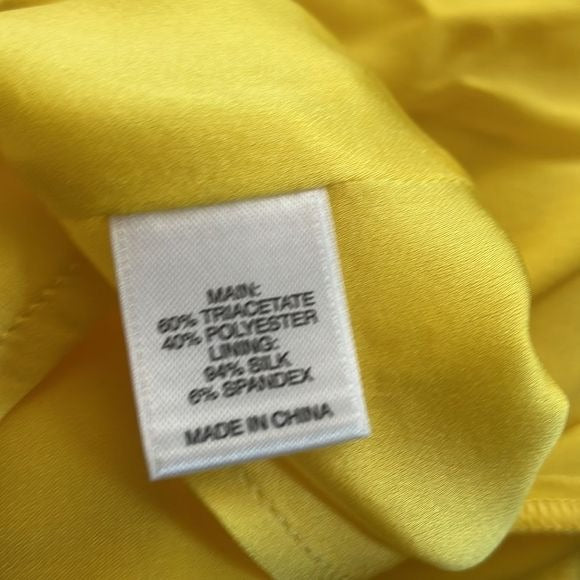 MAIN:
60% TRIACETATE
40% POLYESTER
LINING:
94% SILK
6% SPANDEX
MADE IN CHINA